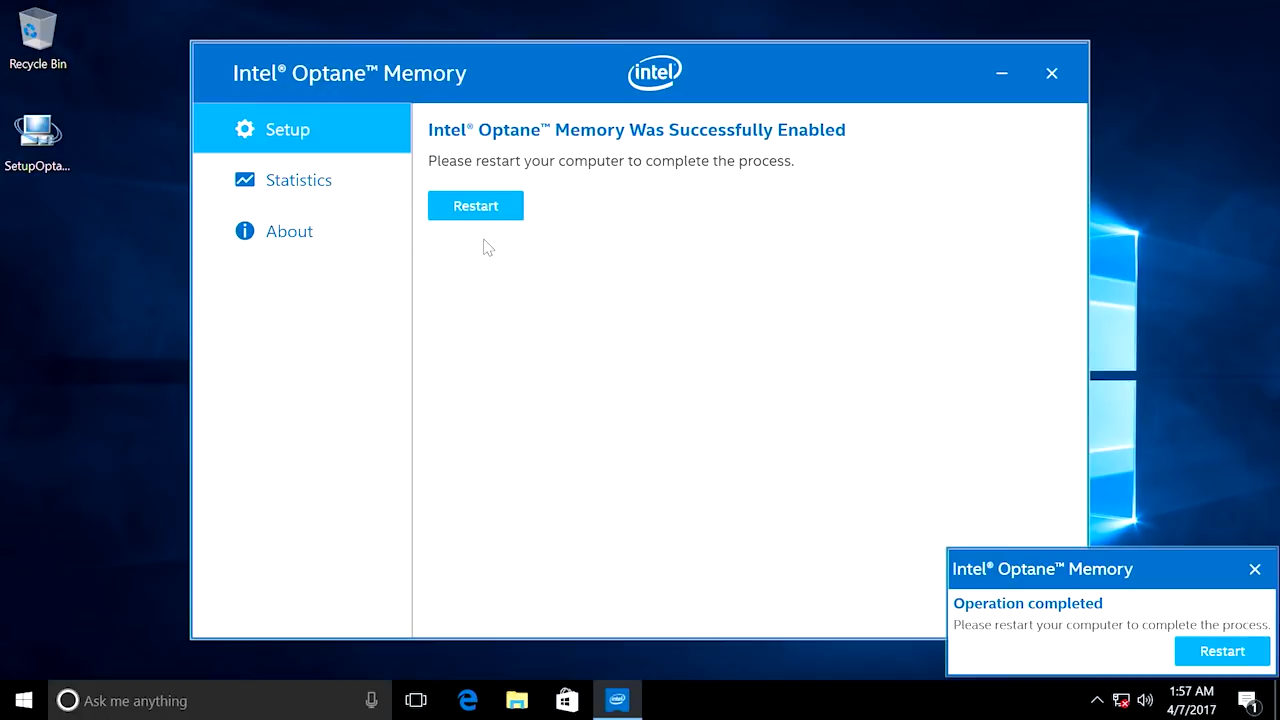 Recycle Bin
SetupOpta...
Intel® Optane™ Memory
intel
Setup
Statistics
About
Intel® Optane™ Memory Was Successfully Enabled
Please restart your computer to complete the process.
Restart
Intel® Optane™ Memory
Operation completed
Please restart your computer to complete the process.
Restart
Ask me anything
intel
1:57 AM
4/7/2017
1